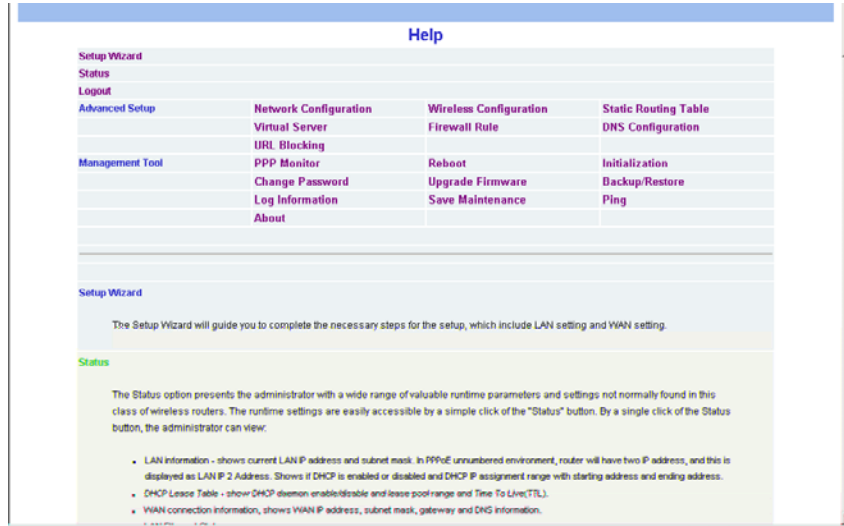 Help
Setup Wizard
Status
Logout
Advanced Setup Network Configuration Wireless Configuration Static Routing Table
Virtual Server Firewall Rule DNS Configuration
URL Blocking
Management Tool PPP Monitor Reboot Initialization
Change Password Upgrade Firmware Backup/Restore
Log Information Save Maintenance Ping
About
Setup Wizard
The Setup Wizard will guide you to complete the necessary steps for the setup, which include LAN setting and WAN setting.
Status
The Status option presents the administrator with a wide range of valuable runtime parameters and settings not normally found in this
class of wireless routers. The runtime settings are easily accessible by a simple click of the "Status" button. By a single click of the Status
button, the administrator can view:
• LAN information - shows current LAN IP address and subnet mask. In PPPoE unnumbered environment, router will have two IP address, and this is
displayed as LAN IP 2 Address. Shows if DHCP is enabled or disabled and DHCP IP assignment range with starting address and ending address.
• DHCP Lease Table - show DHCP daemon enable/disable and lease pool range and Time To Live(TTL).
• WAN connection information, shows WAN IP address, subnet mask, gateway and DNS information.